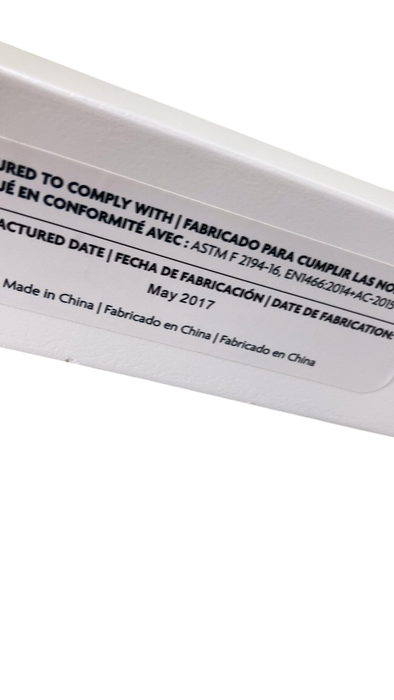 URED TO COMPLY WITH | FABRICADO PARA CUMPLIR LAS NO
UÉ EN CONFORMITÉ AVEC : ASTM F 2194-16, EN1466:2014+AC-2015
ACTURED DATE | FECHA DE FABRICACIÓN | DATE DE FABRICATION:
May 2017
Made in China | Fabricado en China | Fabricado en China